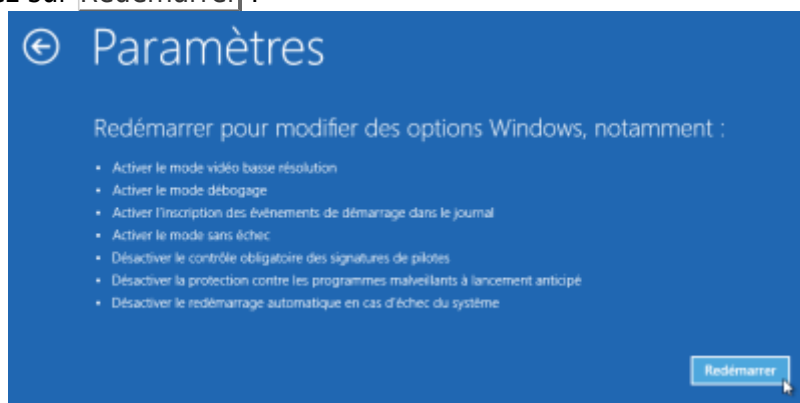 sur Redémarrer .
Paramètres
Redémarrer pour modifier des options Windows, notamment :
• Activer le mode vidéo basse résolution
• Activer le mode débogage
• Activer l'inscription des événements de démarrage dans le journal
• Activer le mode sans échec
• Désactiver le contrôle obligatoire des signatures de pilotes
• Désactiver la protection contre les programmes malveillants à lancement anticipé
• Désactiver le redémarrage automatique en cas d'échec du système
Redémarrer